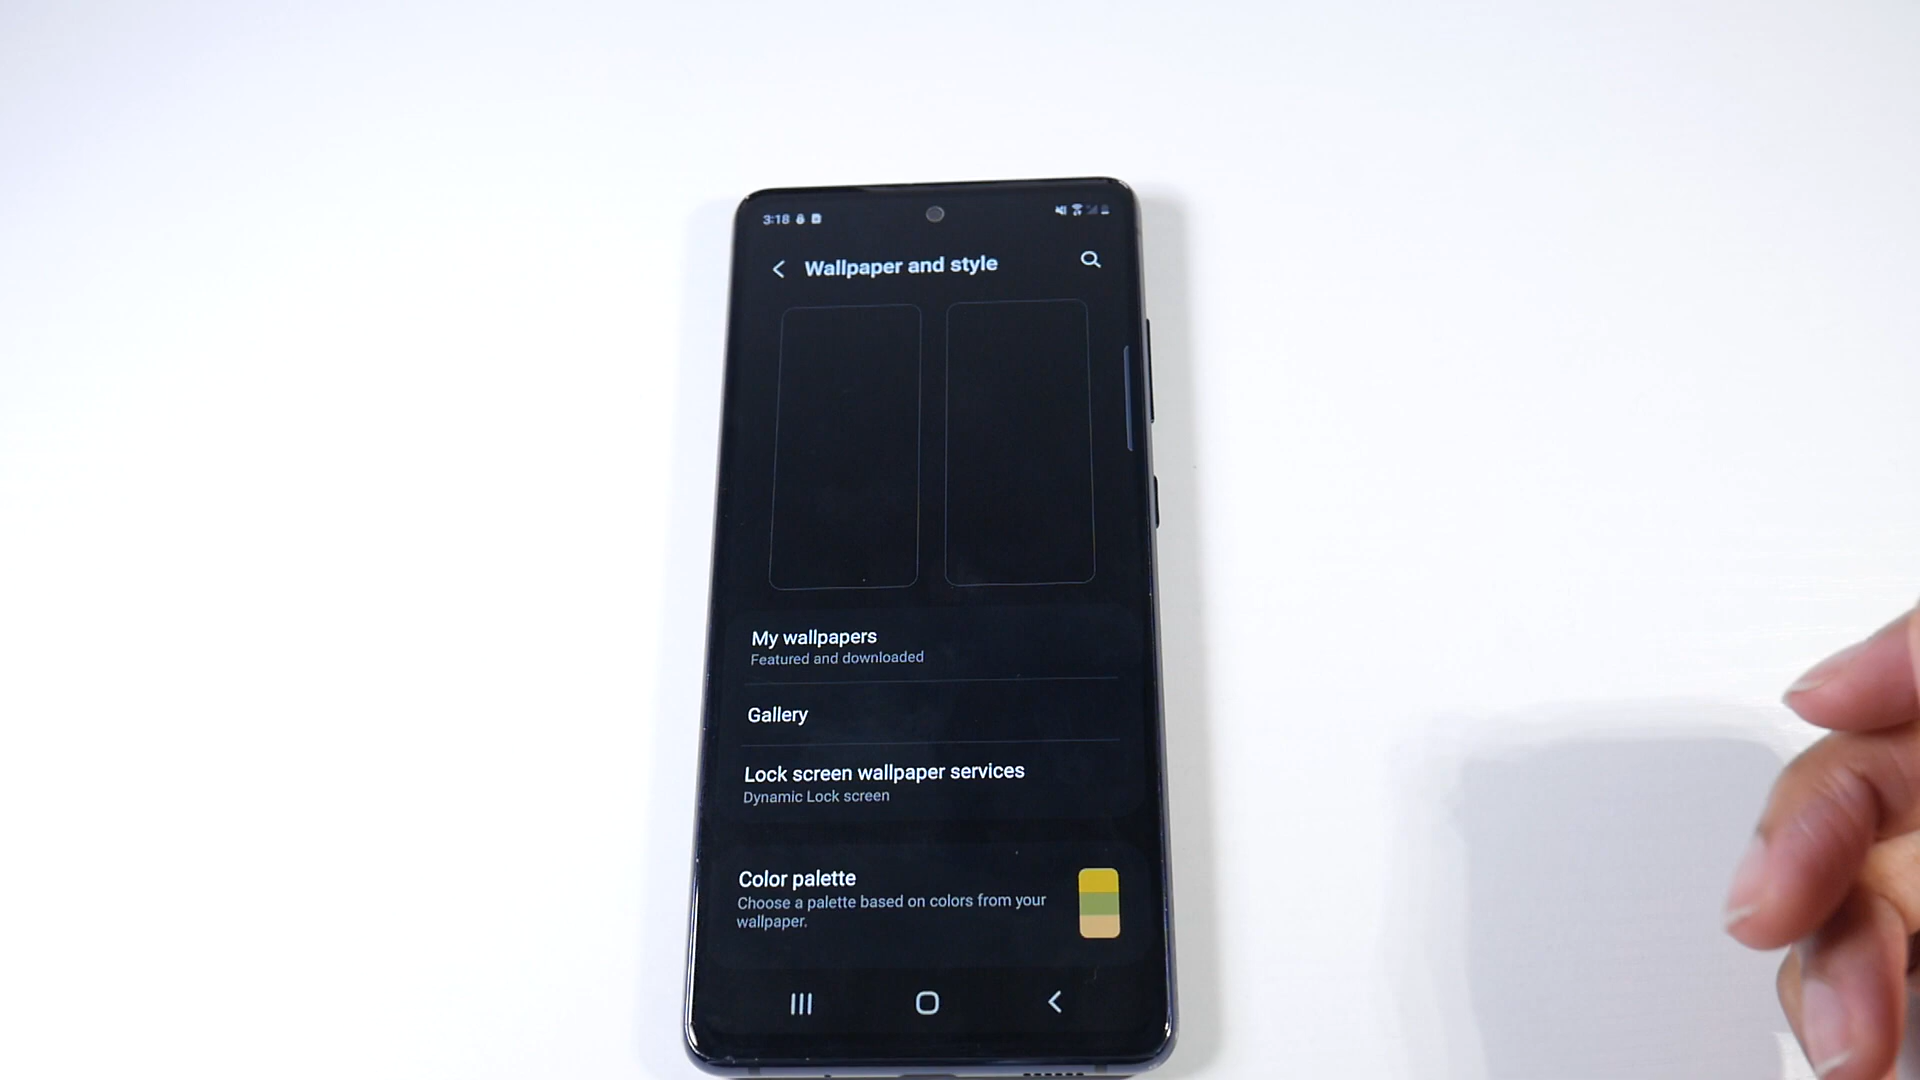 3:18
Wallpaper and style
My wallpapers
Featured and downloaded
Gallery
Lock screen wallpaper services
Dynamic Lock screen
Color palette
Choose a palette based on colors from your
wallpaper.